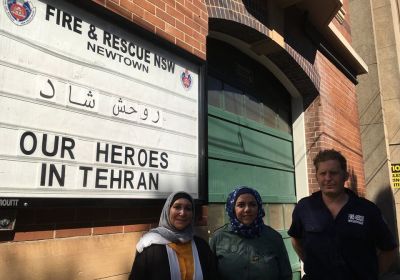 FIRE & RESCUE NSW
NEWTOWN
روحش شاد
OUR HEROES
IN TEHRAN